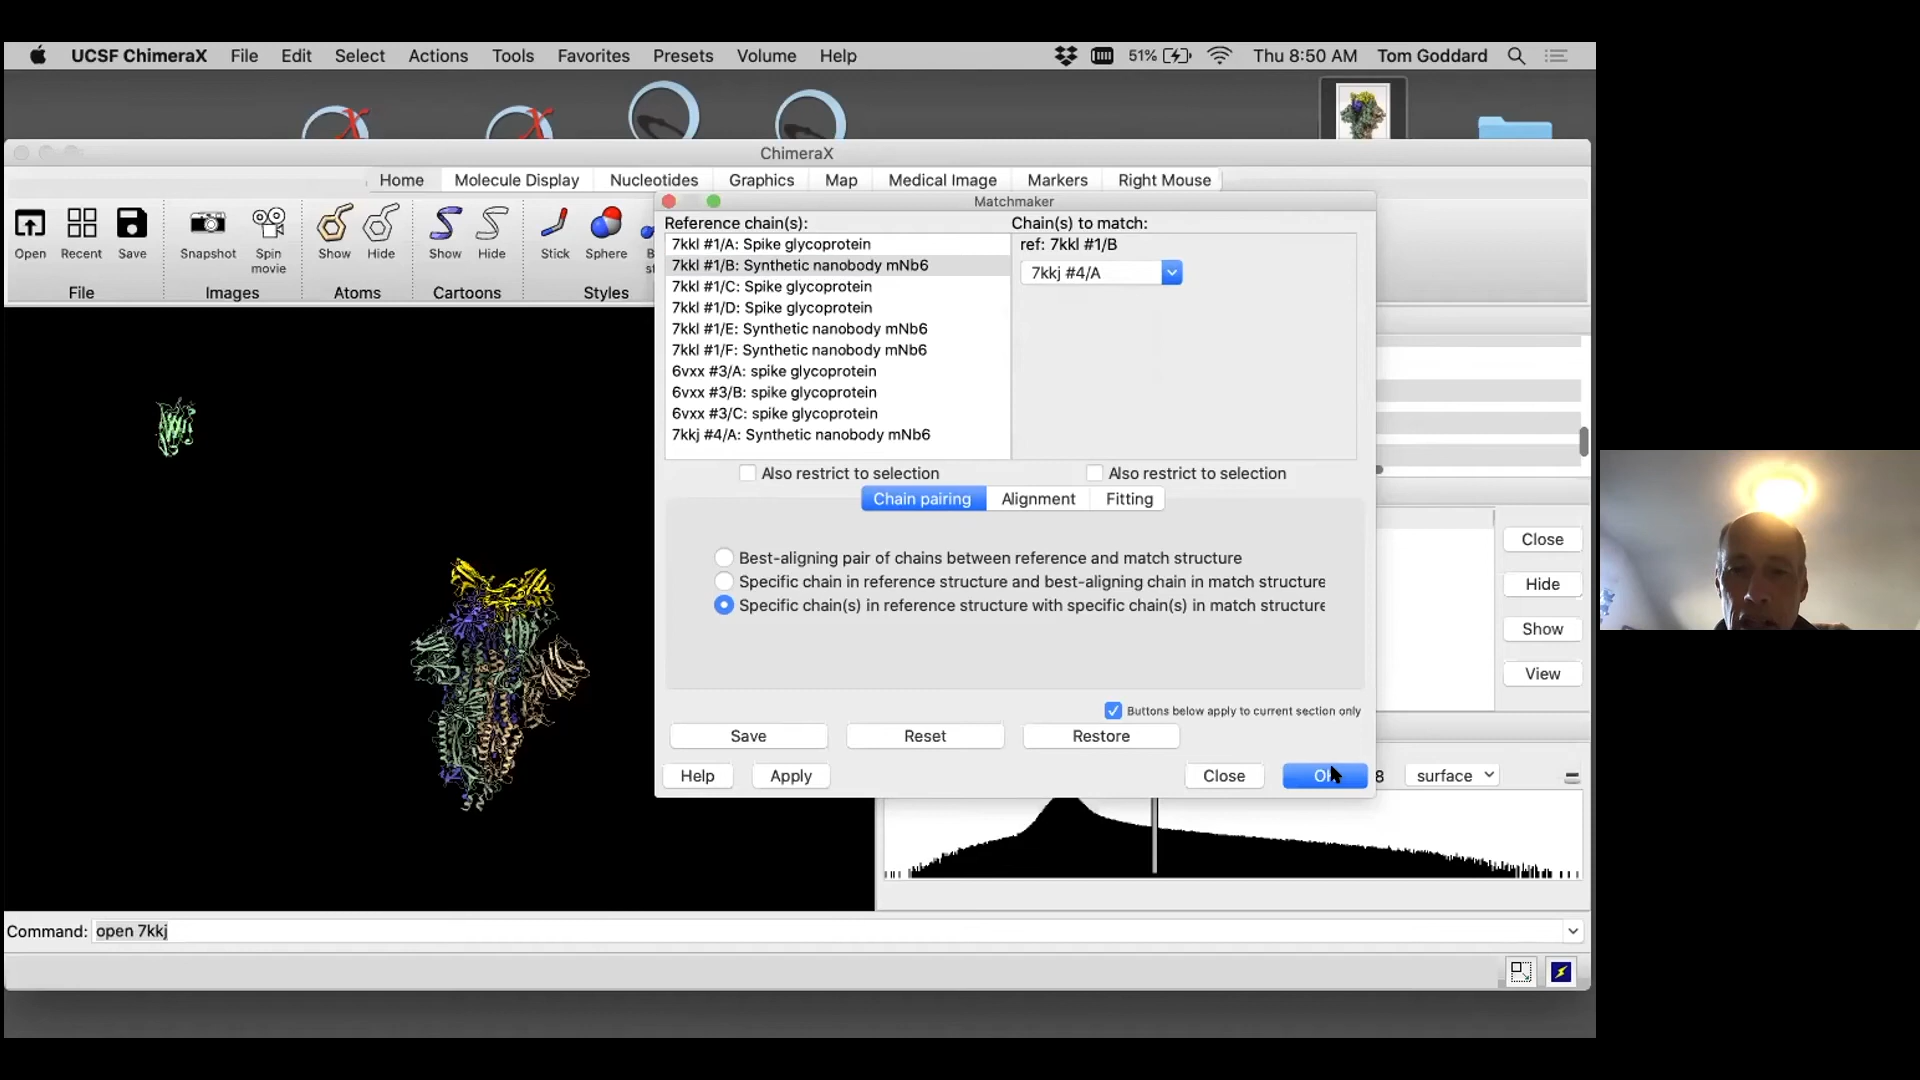 UCSF ChimeraX File Edit Select Actions Tools Favorites Presets Volume Help 51% Thu 8:50 AM Tom Goddard
ChimeraX
Home Molecule Display Nucleotides Graphics Map Medical Image Markers Right Mouse
Matchmaker
Open Recent Save Snapshot Spin movie Show Hide Show Hide Stick Sphere
File Images Atoms Cartoons Styles
Reference chain(s): Chain(s) to match:
7kkl #1/A: Spike glycoprotein
7kkl #1/B: Synthetic nanobody mNb6
7kkl #1/C: Spike glycoprotein
7kkl #1/D: Spike glycoprotein
7kkl #1/E: Synthetic nanobody mNb6
7kkl #1/F: Synthetic nanobody mNb6
6vxx #3/A: spike glycoprotein
6vxx #3/B: spike glycoprotein
6vxx #3/C: spike glycoprotein
7kkj #4/A: Synthetic nanobody mNb6
ref: 7kkl #1/B
7kkj #4/A
Also restrict to selection Also restrict to selection
Chain pairing Alignment Fitting
Best-aligning pair of chains between reference and match structure
Specific chain in reference structure and best-aligning chain in match structure
Specific chain(s) in reference structure with specific chain(s) in match structure
Buttons below apply to current section only
Save Reset Restore
Help Apply Close OK
Close
Hide
Show
View
8 surface
Command: open 7kkj